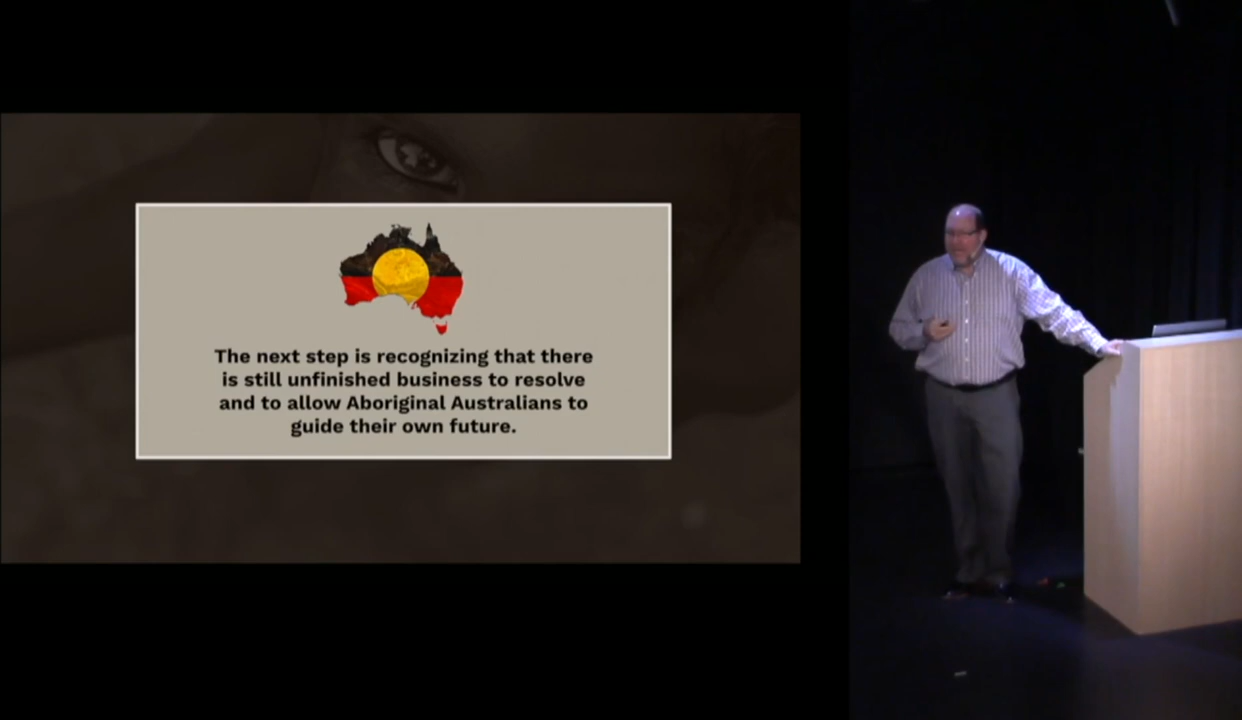 The next step is recognizing that there
is still unfinished business to resolve
and to allow Aboriginal Australians to
guide their own future.